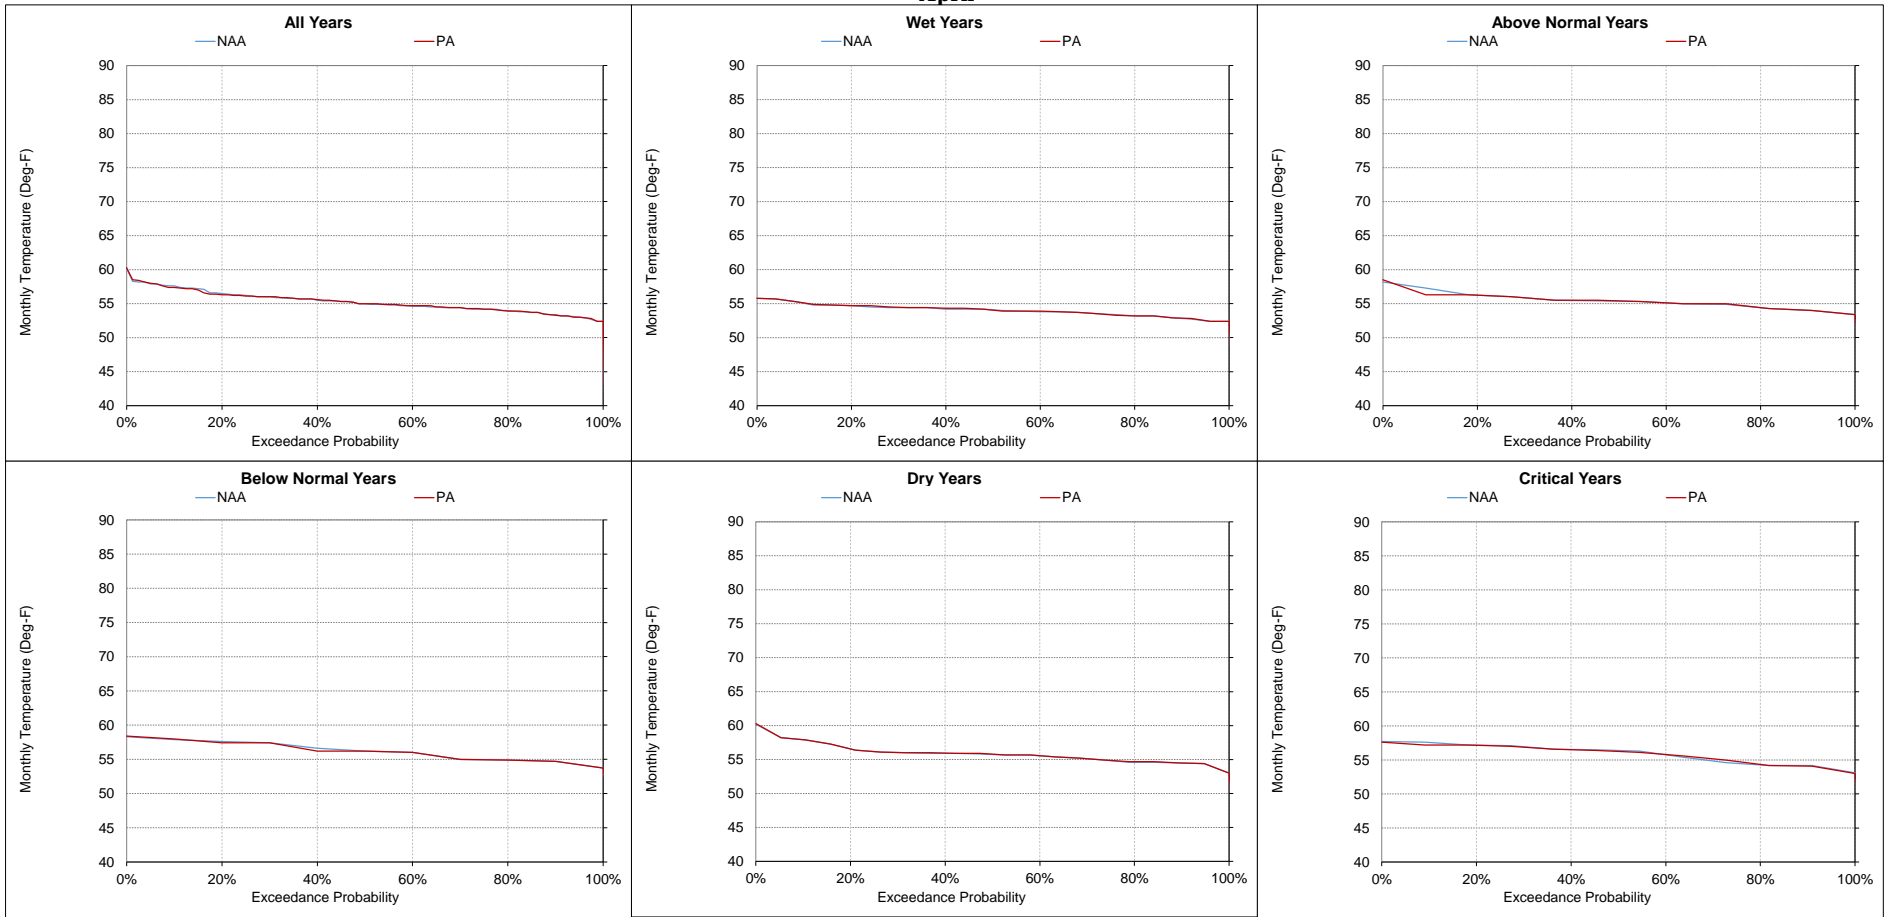 All Years
NAA PA
90
85
80
75
70
65
60
55
50
45
40
Monthly Temperature (Deg-F)
0% 20% 40% 60% 80% 100%
Exceedance Probability
Wet Years
NAA PA
90
85
80
75
70
65
60
55
50
45
40
Monthly Temperature (Deg-F)
0% 20% 40% 60% 80% 100%
Exceedance Probability
Above Normal Years
NAA PA
90
85
80
75
70
65
60
55
50
45
40
Monthly Temperature (Deg-F)
0% 20% 40% 60% 80% 100%
Exceedance Probability
Below Normal Years
NAA PA
90
85
80
75
70
65
60
55
50
45
40
Monthly Temperature (Deg-F)
0% 20% 40% 60% 80% 100%
Exceedance Probability
Dry Years
NAA PA
90
85
80
75
70
65
60
55
50
45
40
Monthly Temperature (Deg-F)
0% 20% 40% 60% 80% 100%
Exceedance Probability
Critical Years
NAA PA
90
85
80
75
70
65
60
55
50
45
40
Monthly Temperature (Deg-F)
0% 20% 40% 60% 80% 100%
Exceedance Probability